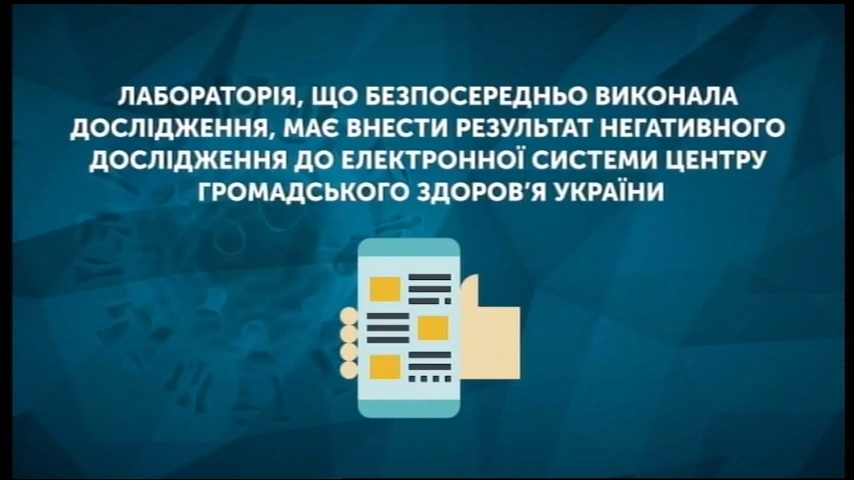 ЛАБОРАТОРІЯ, ЩО БЕЗПОСЕРЕДНЬО ВИКОНАЛА
ДОСЛІДЖЕННЯ, МАЄ ВНЕСТИ РЕЗУЛЬТАТ НЕГАТИВНОГО
ДОСЛІДЖЕННЯ ДО ЕЛЕКТРОННОЇ СИСТЕМИ ЦЕНТРУ
ГРОМАДСЬКОГО ЗДОРОВ’Я УКРАЇНИ